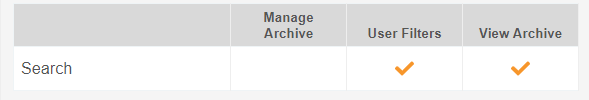 Manage
Archive
User Filters
View Archive
Search